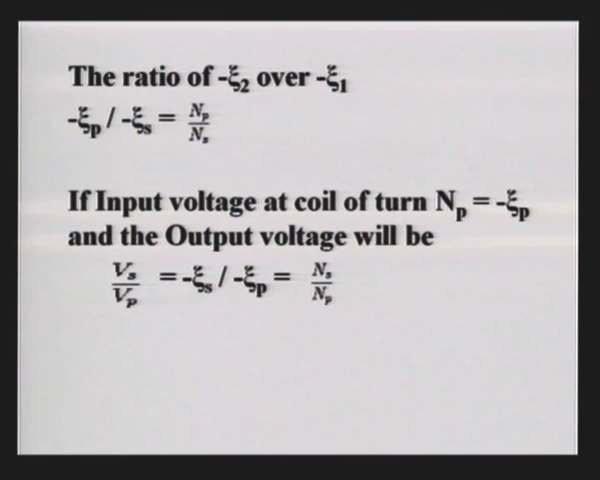 The ratio of -ξ₂ over -ξ₁
-ξₚ / -ξₛ = Nₚ/Nₛ
If Input voltage at coil of turn Nₚ = -ξₚ
and the Output voltage will be
Vₛ/Vₚ = -ξₛ / -ξₚ = Nₛ/Nₚ